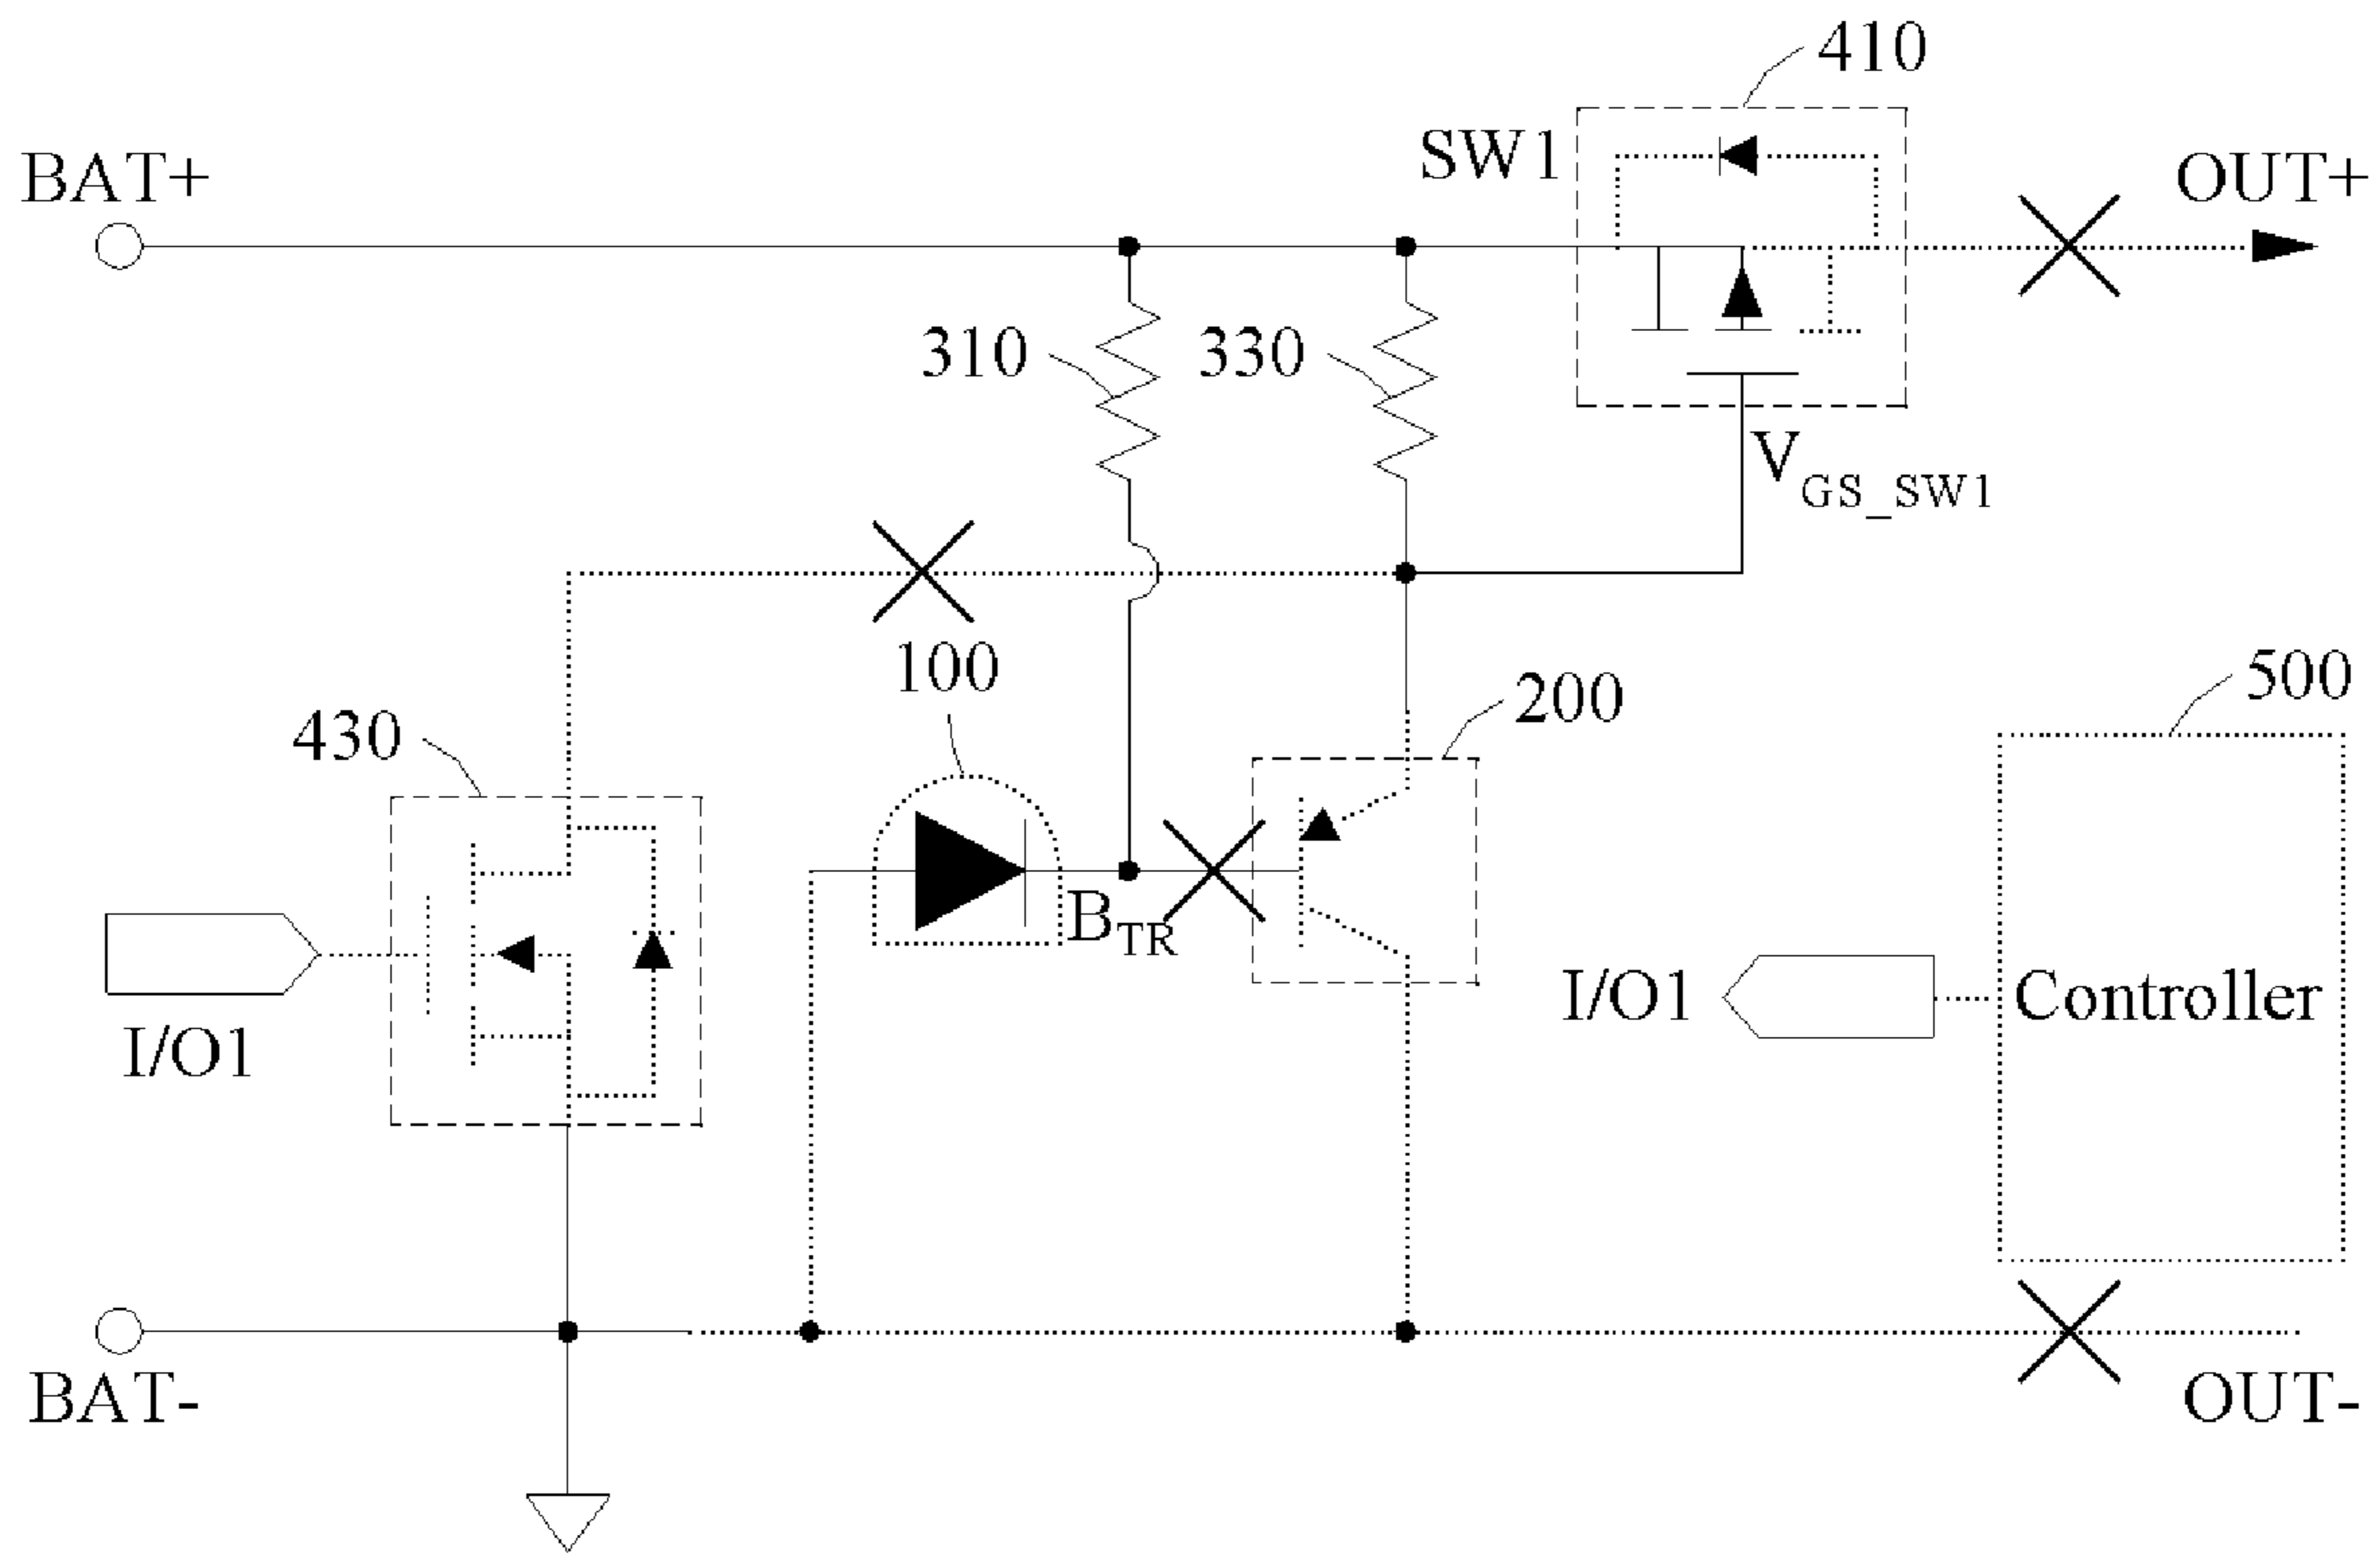 410
SW1
BAT+
OUT+
310
330
V GS_SW1
100
200
500
430
B TR
I/O1
Controller
I/O1
BAT-
OUT-